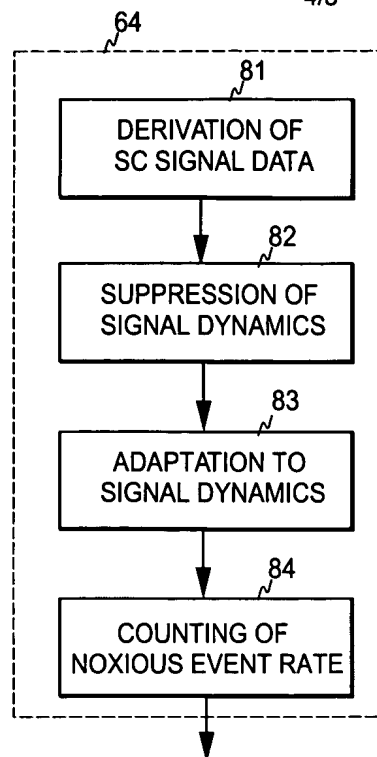 64
81
DERIVATION OF
SC SIGNAL DATA
82
SUPPRESSION OF
SIGNAL DYNAMICS
83
ADAPTATION TO
SIGNAL DYNAMICS
84
COUNTING OF
NOXIOUS EVENT RATE